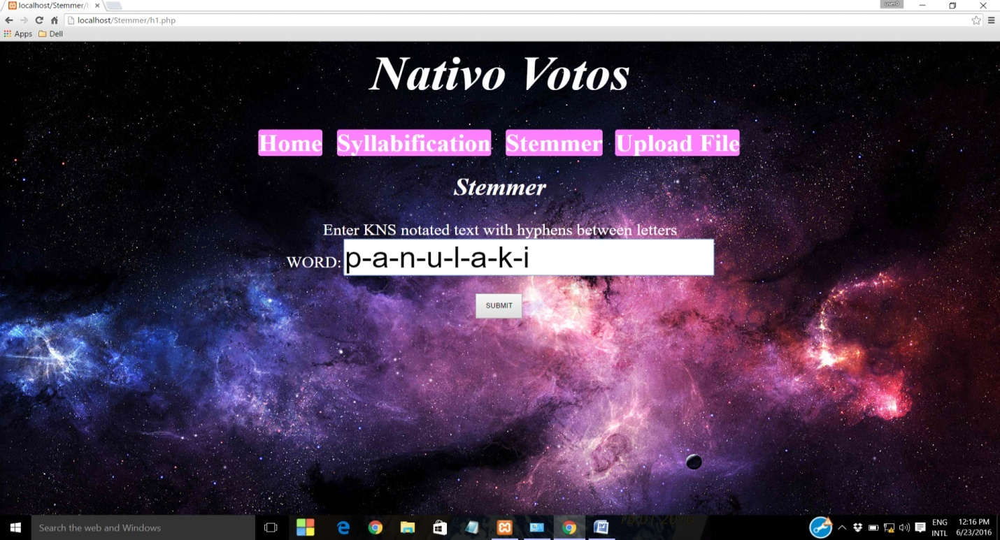 localhost/Stemmer/
user0
localhost/Stemmer/h1.php
Apps Dell
Nativo Votos
Home Syllabification Stemmer Upload File
Stemmer
Enter KNS notated text with hyphens between letters
WORD: p-a-n-u-l-a-k-i
SUBMIT
Search the web and Windows
ENG 12:16 PM
INTL 6/23/2016